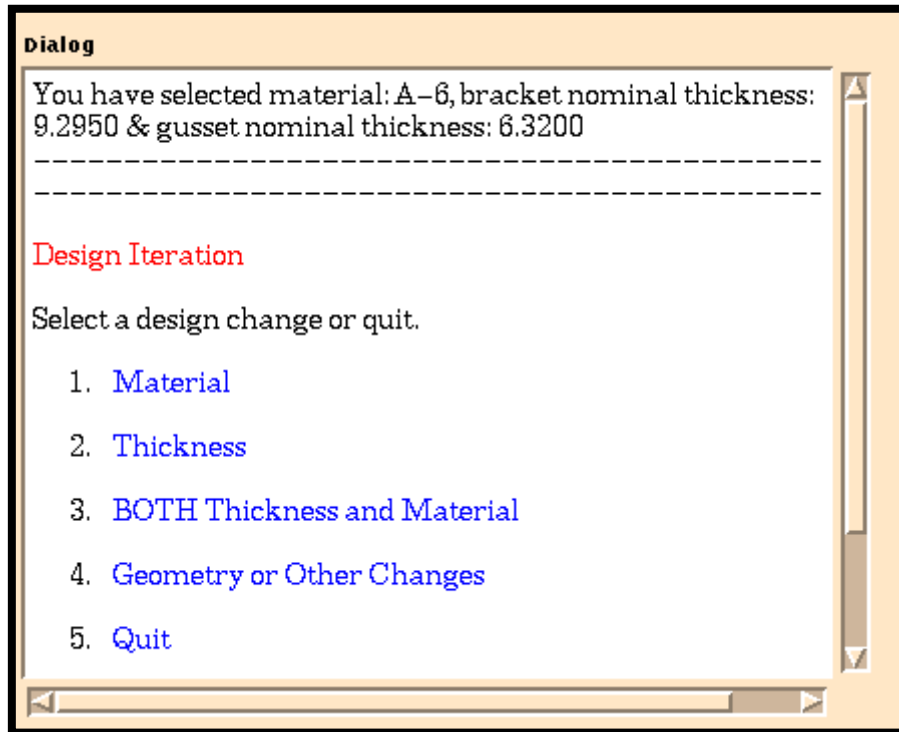 Dialog
You have selected material: A-6, bracket nominal thickness:
9.2950 & gusset nominal thickness: 6.3200
--------------------------------------------
--------------------------------------------
Design Iteration
Select a design change or quit.
1. Material
2. Thickness
3. BOTH Thickness and Material
4. Geometry or Other Changes
5. Quit